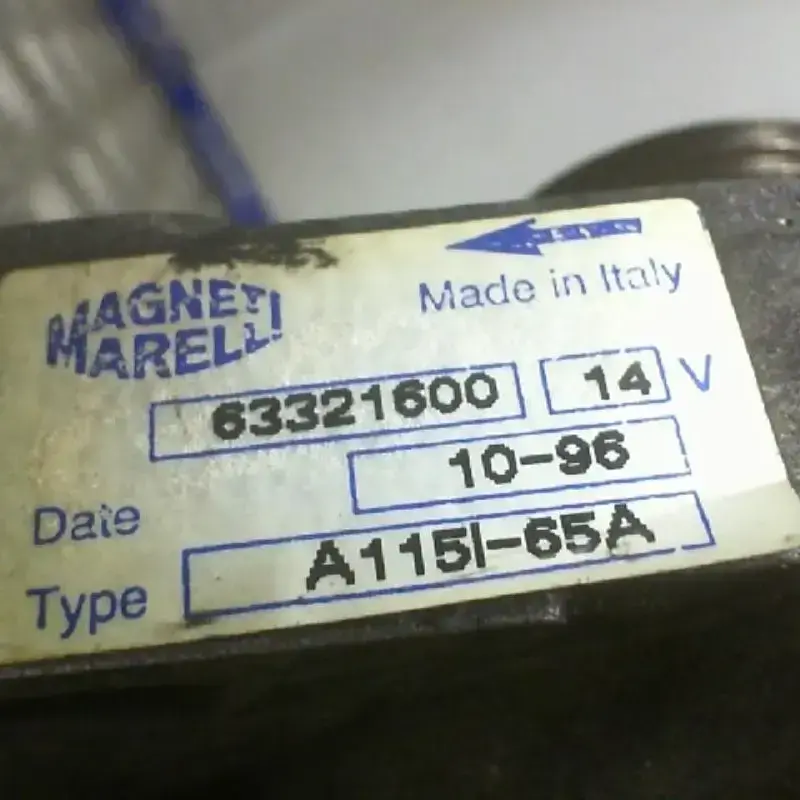 MAGNETI
MARELLI
Made in Italy
63321600 14 V
Date 10-96
Type A115I-65A